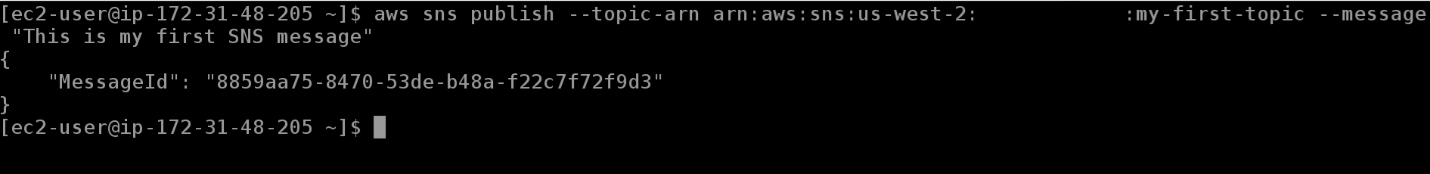 [ec2-user@ip-172-31-48-205 ~]$ aws sns publish --topic-arn arn:aws:sns:us-west-2:            :my-first-topic --message
 "This is my first SNS message"
{
    "MessageId": "8859aa75-8470-53de-b48a-f22c7f72f9d3"
}
[ec2-user@ip-172-31-48-205 ~]$